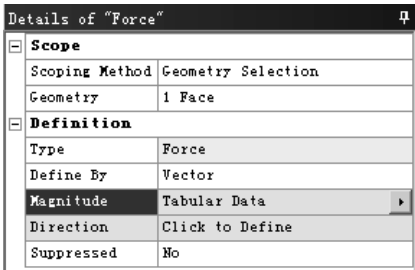 Details of "Force"
Scope
Scoping Method Geometry Selection
Geometry 1 Face
Definition
Type Force
Define By Vector
Magnitude Tabular Data
Direction Click to Define
Suppressed No